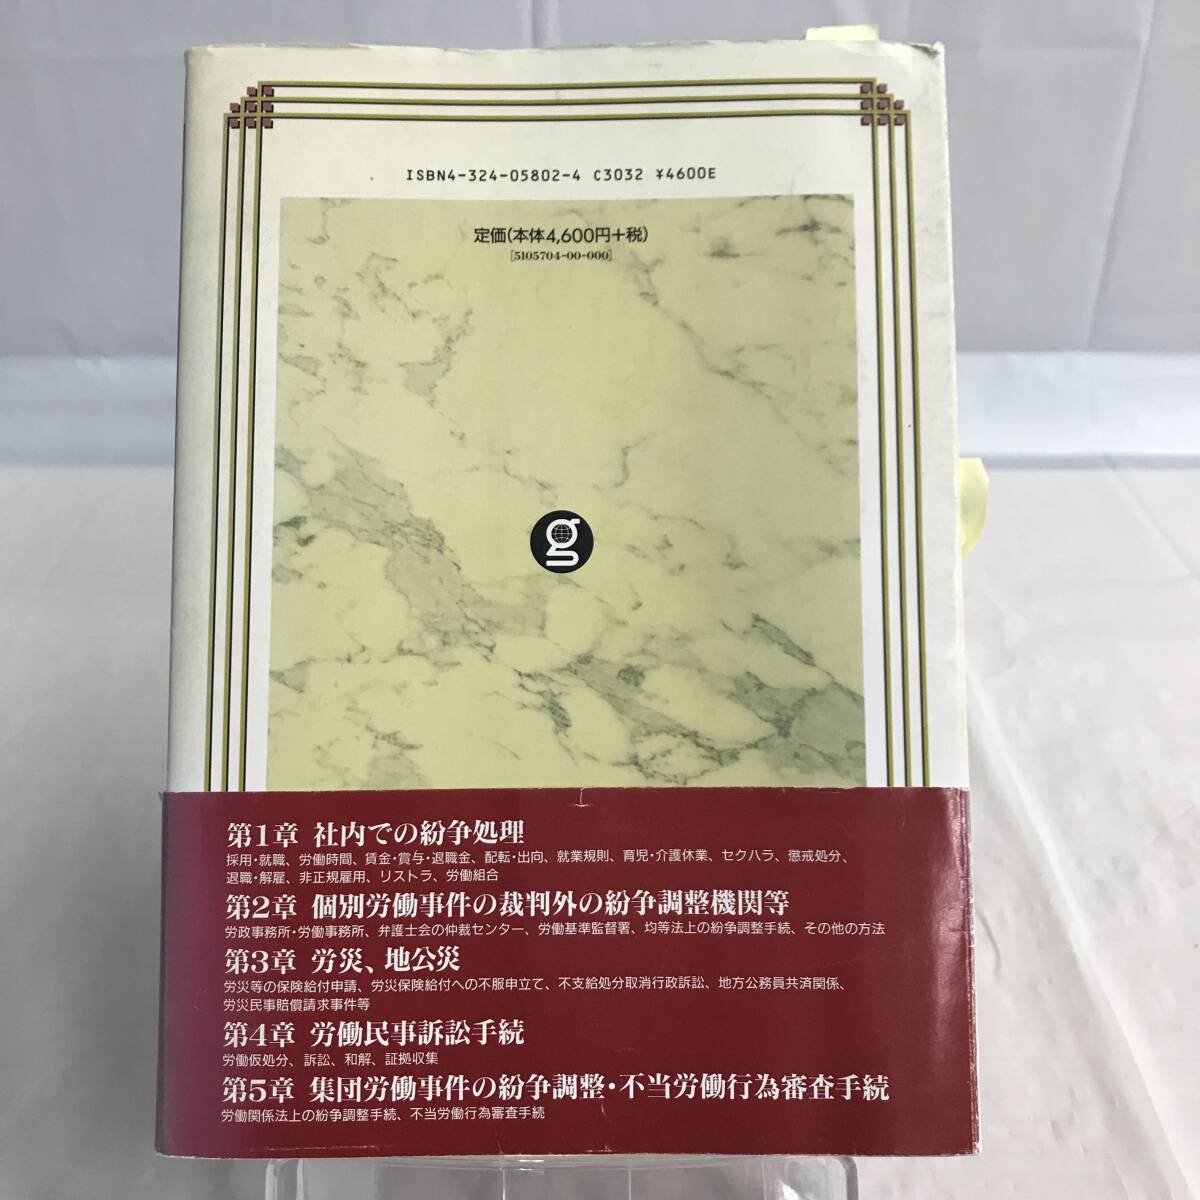 ISBN4-324-05802-4 C3032 ¥4600E
定価(本体4,600円+税)
[5105704-00-000]
g
第1章 社内での紛争処理
採用・就職、労働時間、賃金・賞与・退職金、配転・出向、就業規則、育児・介護休業、セクハラ、懲戒処分、
退職・解雇、非正規雇用、リストラ、労働組合
第2章 個別労働事件の裁判外の紛争調整機関等
労政事務所・労働事務所、弁護士会の仲裁センター、労働基準監督署、均等法上の紛争調整手続、その他の方法
第3章 労災、地公災
労災等の保険給付申請、労災保険給付への不服申立て、不支給処分取消行政訴訟、地方公務員共済関係、
労災民事賠償請求事件等
第4章 労働民事訴訟手続
労働仮処分、訴訟、和解、証拠収集
第5章 集団労働事件の紛争調整・不当労働行為審査手続
労働関係法上の紛争調整手続、不当労働行為審査手続